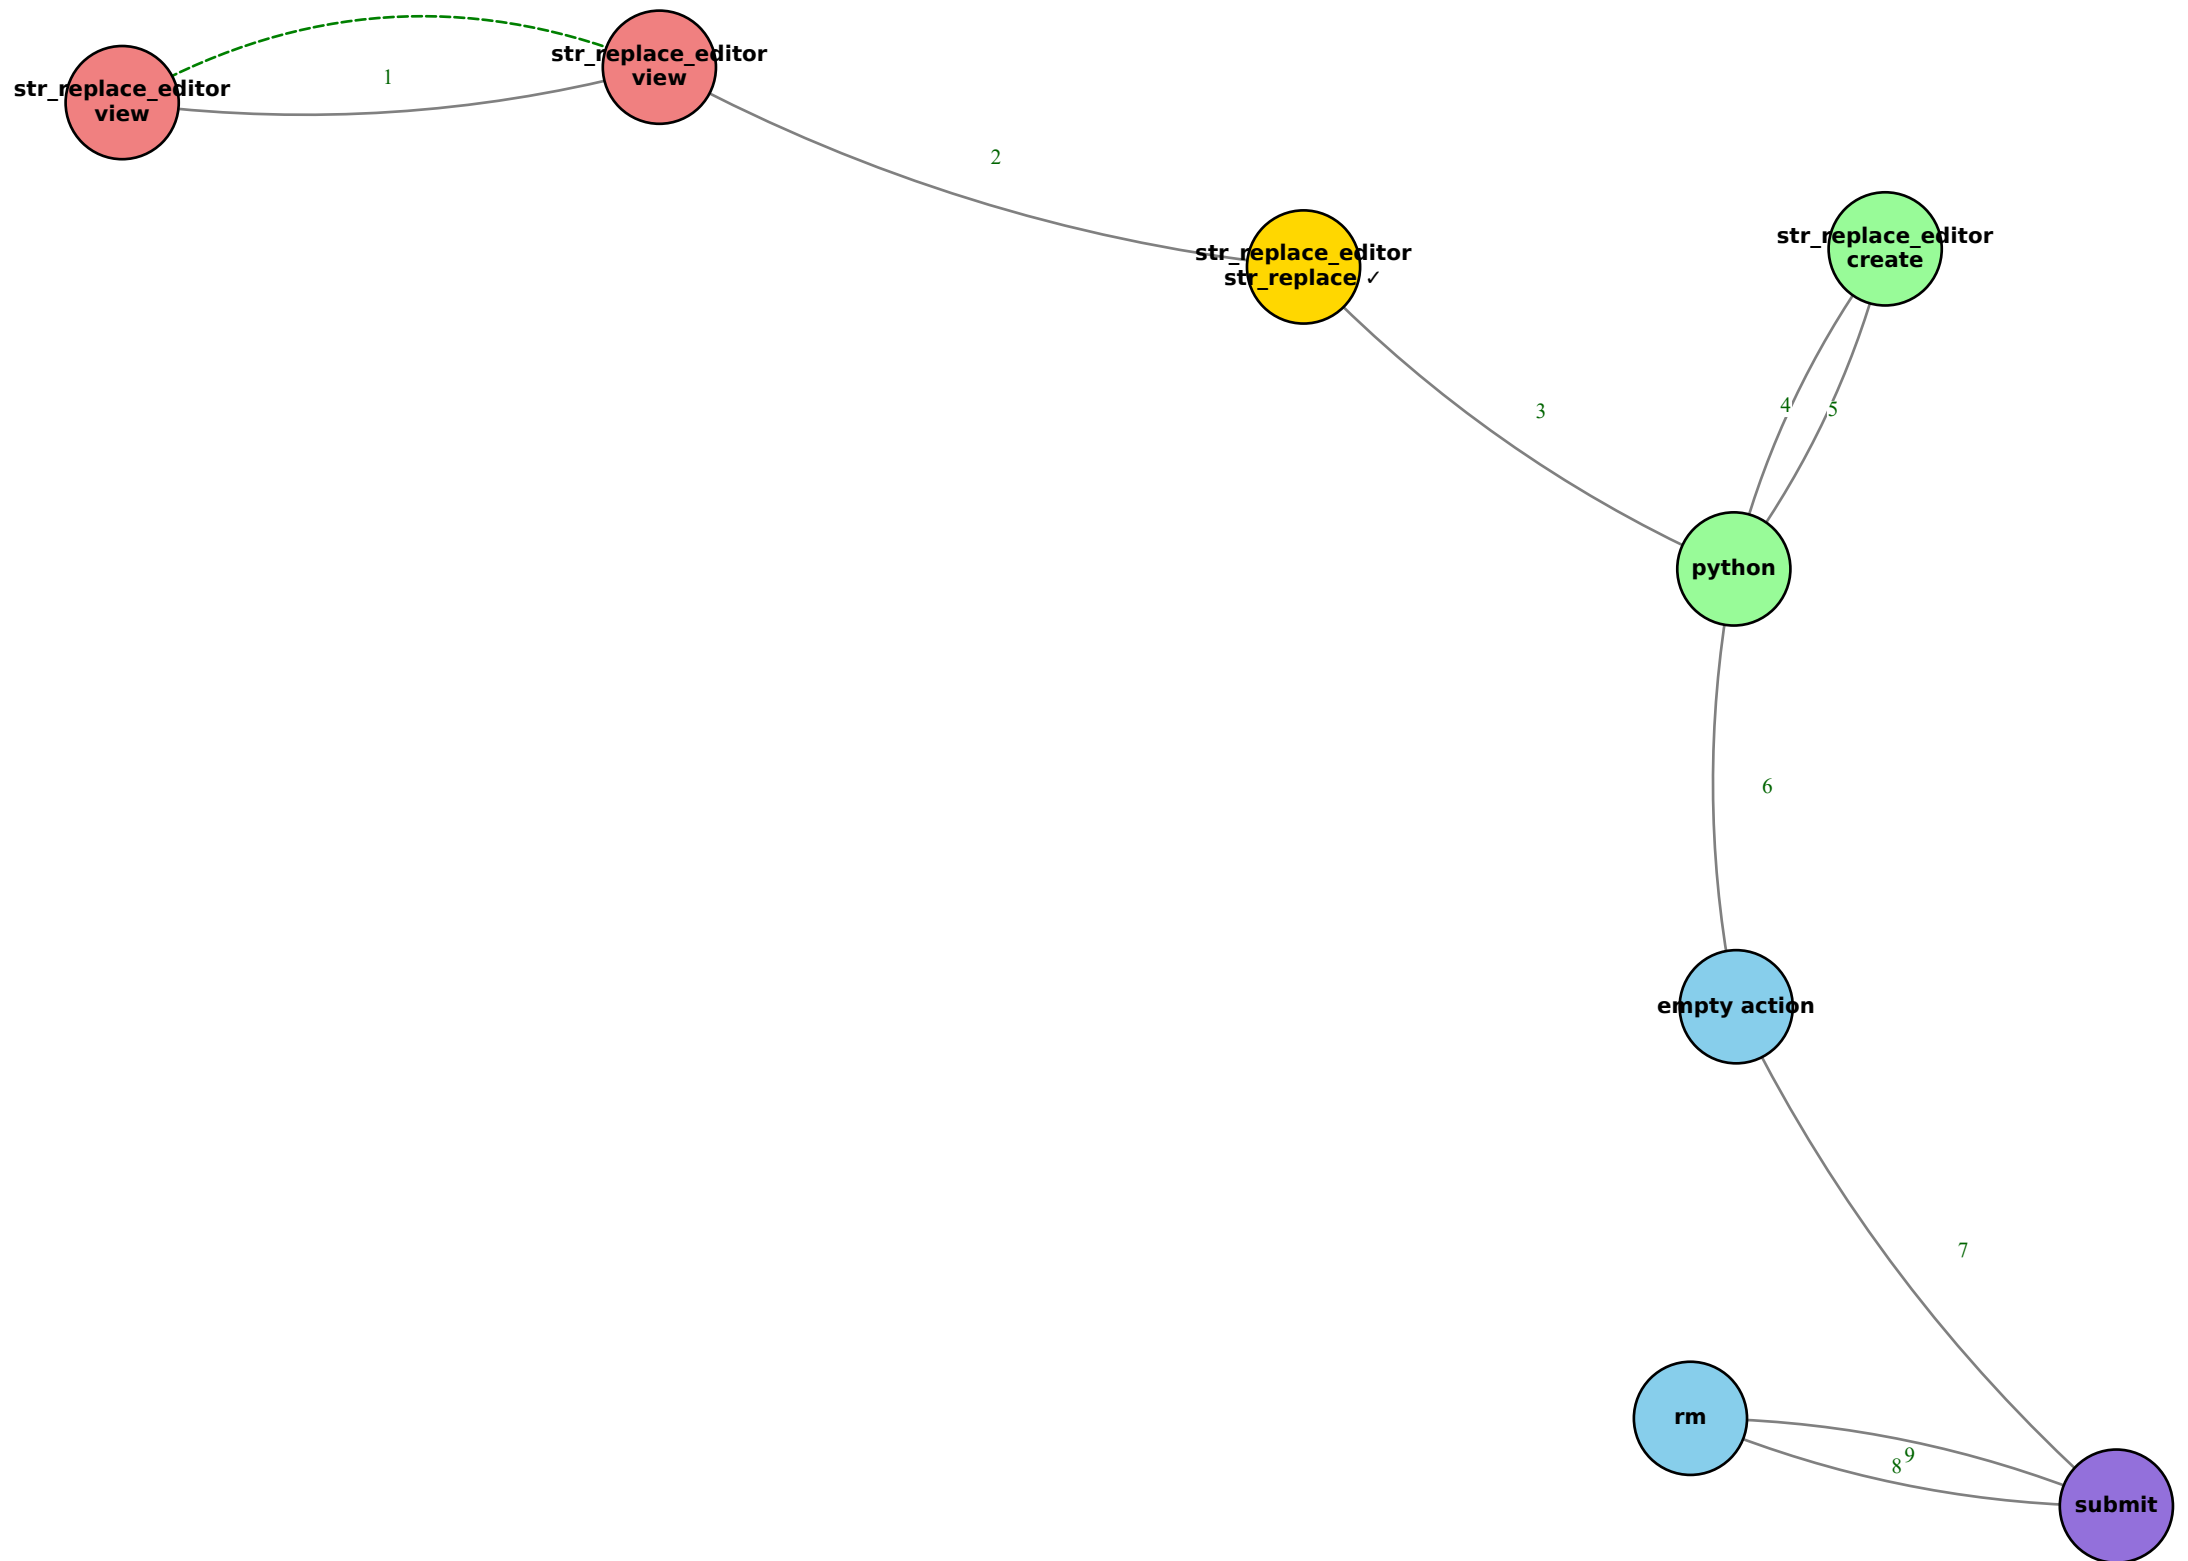 str_replace_editor
view
1
str_replace_editor
view
2
str_replace_editor
str_replace ✓
str_replace_editor
create
3
4
5
python
6
empty action
7
rm
8
9
submit